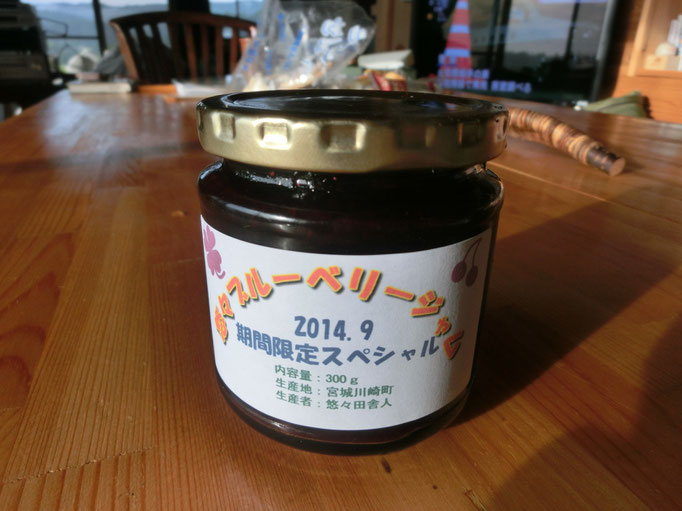 ブルーベリージャム
2014.9
期間限定スペシャル
内容量：300ｇ
生産地：宮城川崎町
生産者：悠々田舎人